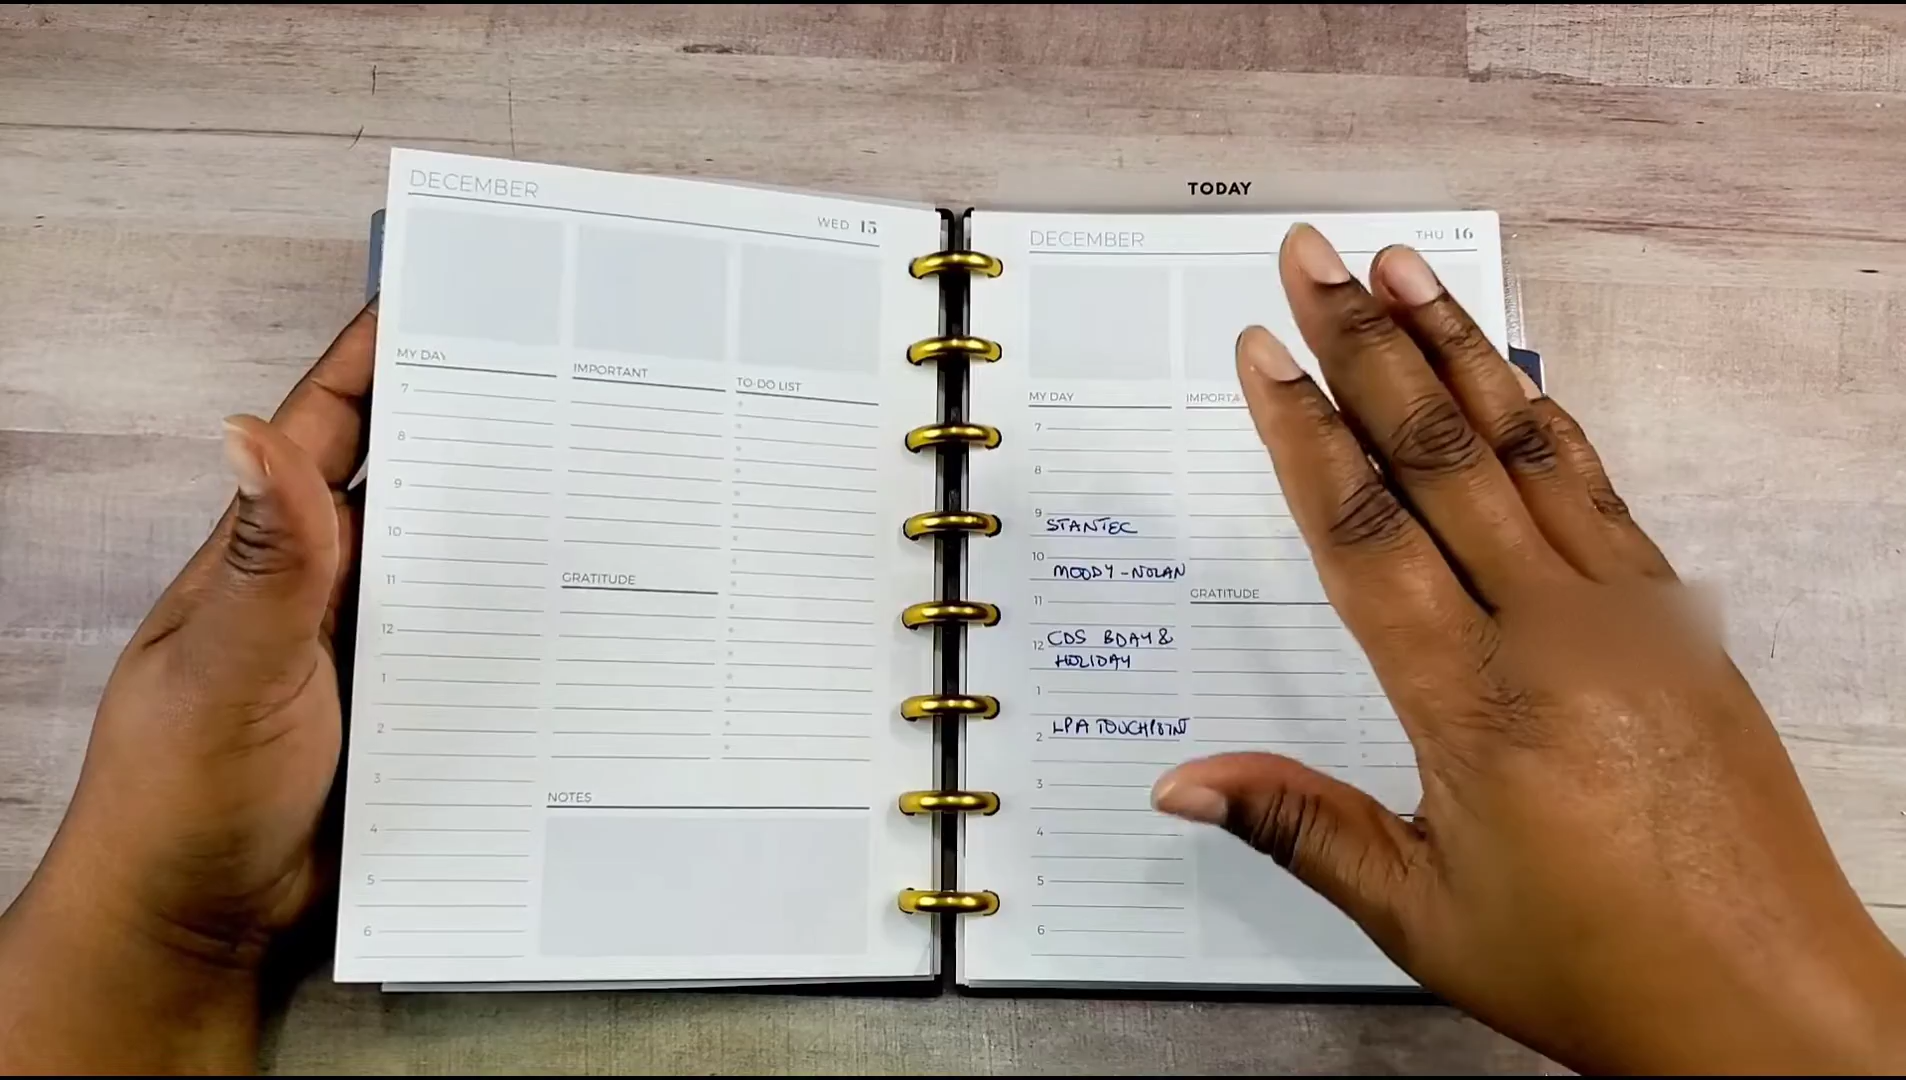 DECEMBER
WED 15
MY DAY
IMPORTANT
TO-DO LIST
7
8
9
10
11
12
1
2
3
4
5
6
GRATITUDE
NOTES
TODAY
DECEMBER
THU 16
MY DAY
7
8
9
STANTEC
10
MOODY-NOLAN
11
12 CDS BDAY &
HOLIDAY
1
LPA TOUCHPOINT
2
3
4
5
6
IMPORTA
GRATITUDE